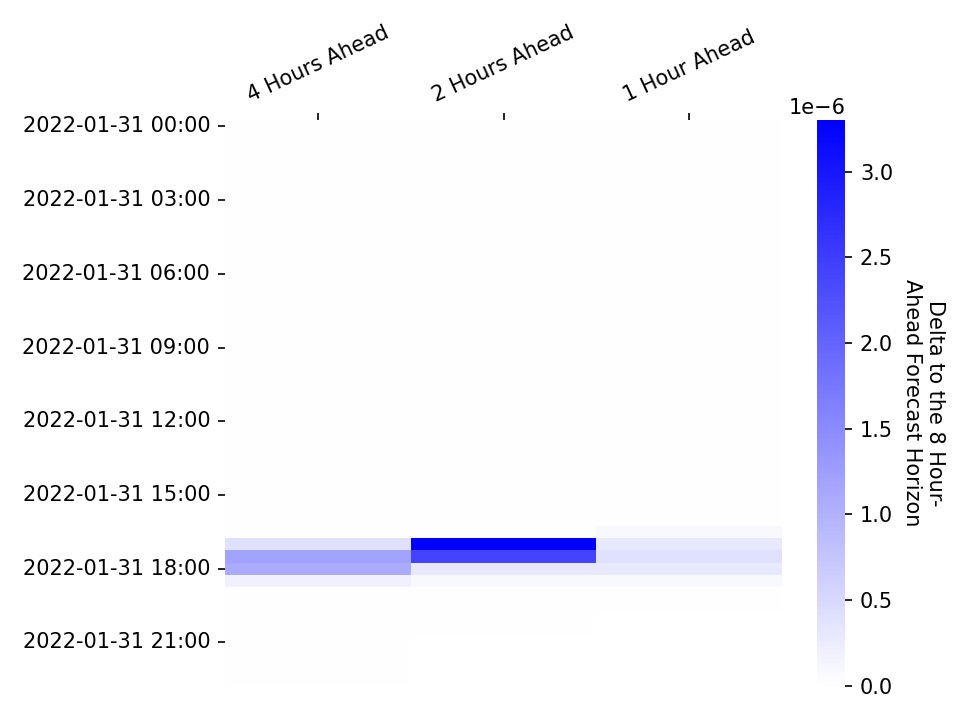 4 Hours Ahead
2 Hours Ahead
1 Hour Ahead
1e−6
2022-01-31 00:00
2022-01-31 03:00
2022-01-31 06:00
2022-01-31 09:00
2022-01-31 12:00
2022-01-31 15:00
2022-01-31 18:00
2022-01-31 21:00
3.0
2.5
2.0
1.5
1.0
0.5
0.0
Delta to the 8 Hour-
Ahead Forecast Horizon